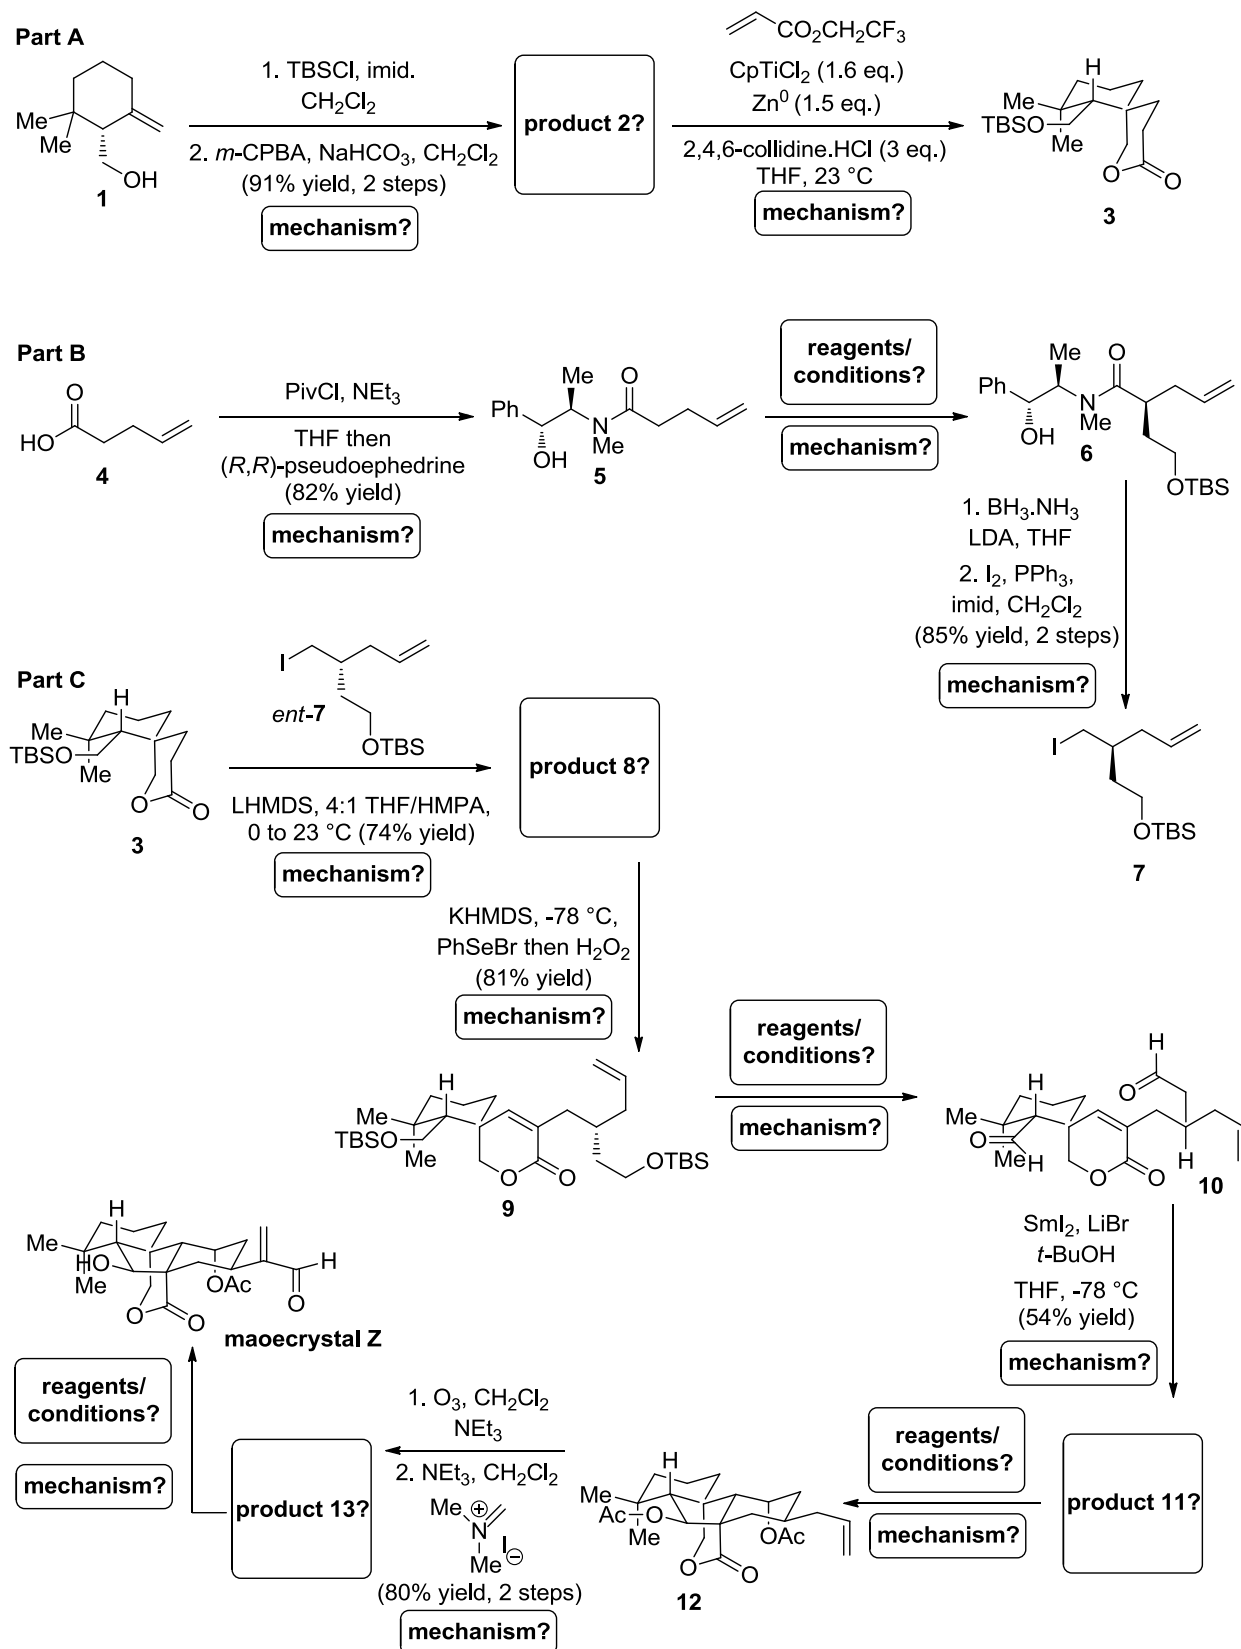 Part A
Me
Me
OH
1
1. TBSCl, imid.
CH₂Cl₂
2. m-CPBA, NaHCO₃, CH₂Cl₂
(91% yield, 2 steps)
mechanism?
product 2?
CO₂CH₂CF₃
CpTiCl₂ (1.6 eq.)
Zn⁰ (1.5 eq.)
2,4,6-collidine.HCl (3 eq.)
THF, 23 °C
mechanism?
H
Me
TBSO
Me
O
O
3
Part B
O
HO
4
PivCl, NEt₃
THF then
(R,R)-pseudoephedrine
(82% yield)
mechanism?
Me
O
Ph
N
Me
OH
5
reagents/
conditions?
mechanism?
Me
O
Ph
N
Me
OH
6
OTBS
1. BH₃.NH₃
LDA, THF
2. I₂, PPh₃,
imid, CH₂Cl₂
(85% yield, 2 steps)
mechanism?
I
OTBS
7
Part C
H
Me
TBSO
Me
O
O
3
I
ent-7
OTBS
LHMDS, 4:1 THF/HMPA,
0 to 23 °C (74% yield)
mechanism?
product 8?
KHMDS, -78 °C,
PhSeBr then H₂O₂
(81% yield)
mechanism?
H
Me
TBSO
Me
O
O
OTBS
9
reagents/
conditions?
mechanism?
H
O
H
Me
O
Me
H
O
O
H
10
SmI₂, LiBr
t-BuOH
THF, -78 °C
(54% yield)
mechanism?
product 11?
reagents/
conditions?
mechanism?
H
Me
AcO
Me
OAc
O
O
12
1. O₃, CH₂Cl₂
NEt₃
2. NEt₃, CH₂Cl₂
Me
N
⊕
Me
I
⊖
(80% yield, 2 steps)
mechanism?
product 13?
reagents/
conditions?
mechanism?
H
Me
HO
Me
OAc
H
O
O
O
maoecrystal Z